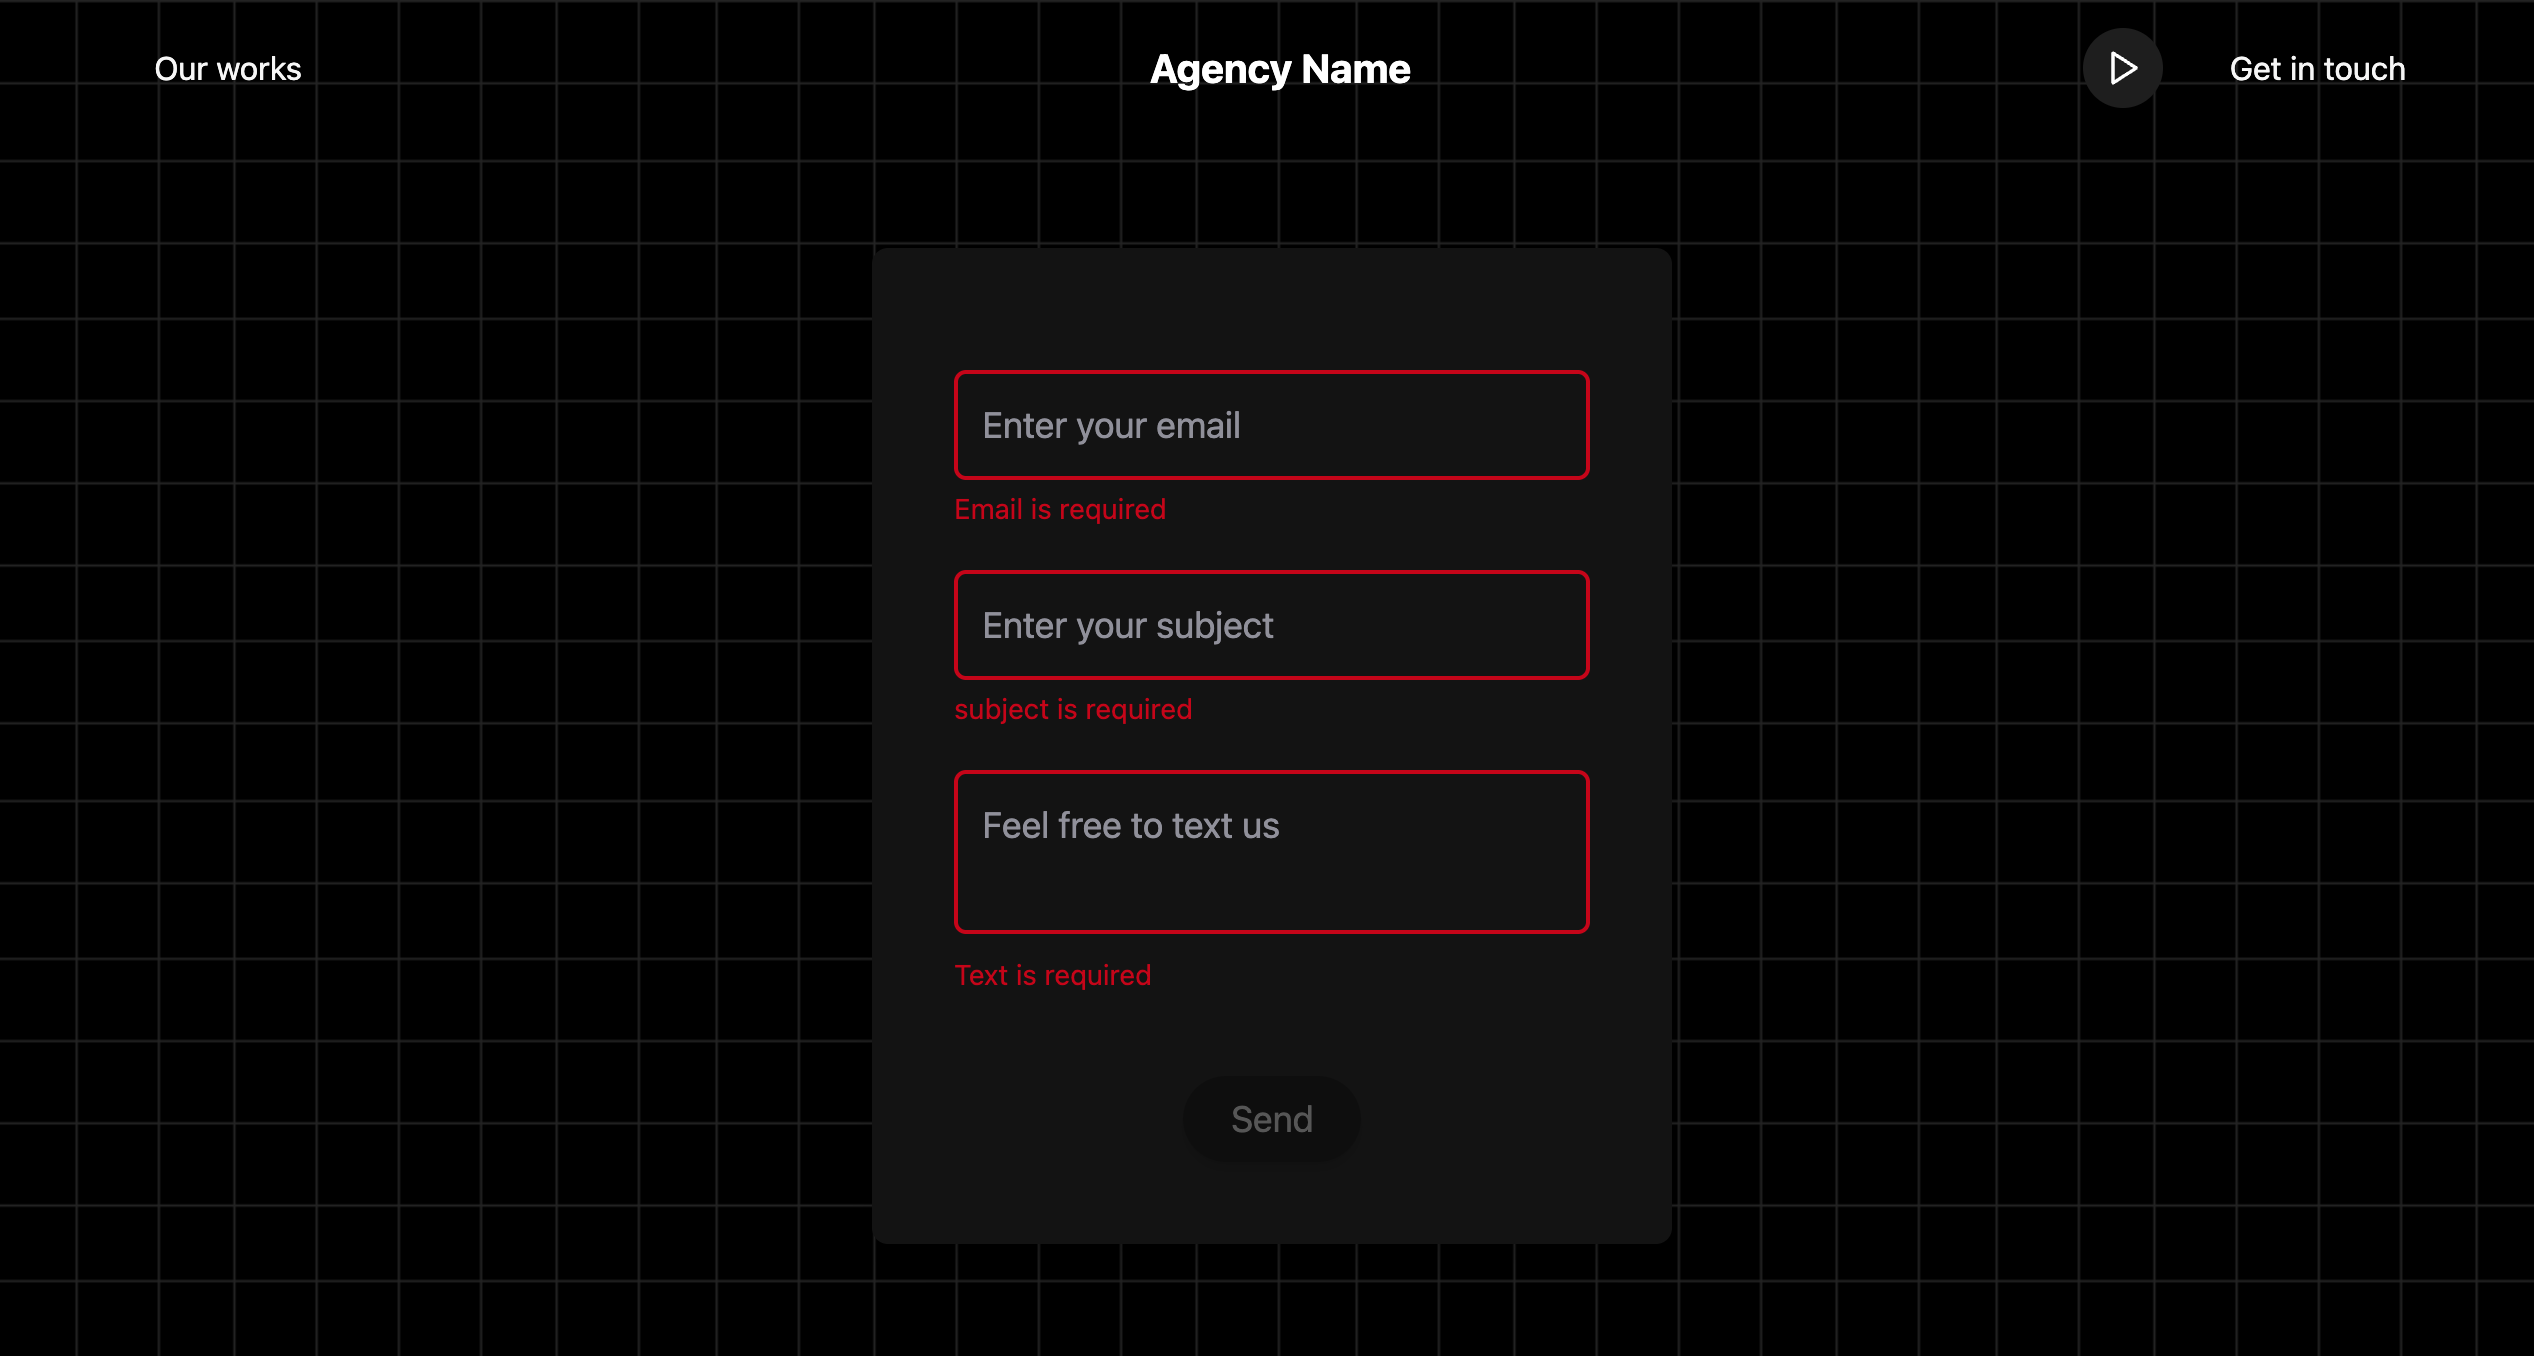 Our works
Agency Name
Get in touch
Enter your email
Email is required
Enter your subject
subject is required
Feel free to text us
Text is required
Send